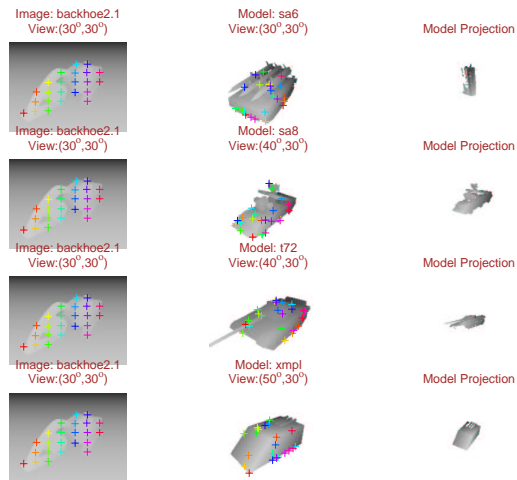 Image: backhoe2.1
View:(30°,30°)
Model: sa6
View:(30°,30°)
Model Projection
Image: backhoe2.1
View:(30°,30°)
Model: sa8
View:(40°,30°)
Model Projection
Image: backhoe2.1
View:(30°,30°)
Model: t72
View:(40°,30°)
Model Projection
Image: backhoe2.1
View:(30°,30°)
Model: xmpl
View:(50°,30°)
Model Projection